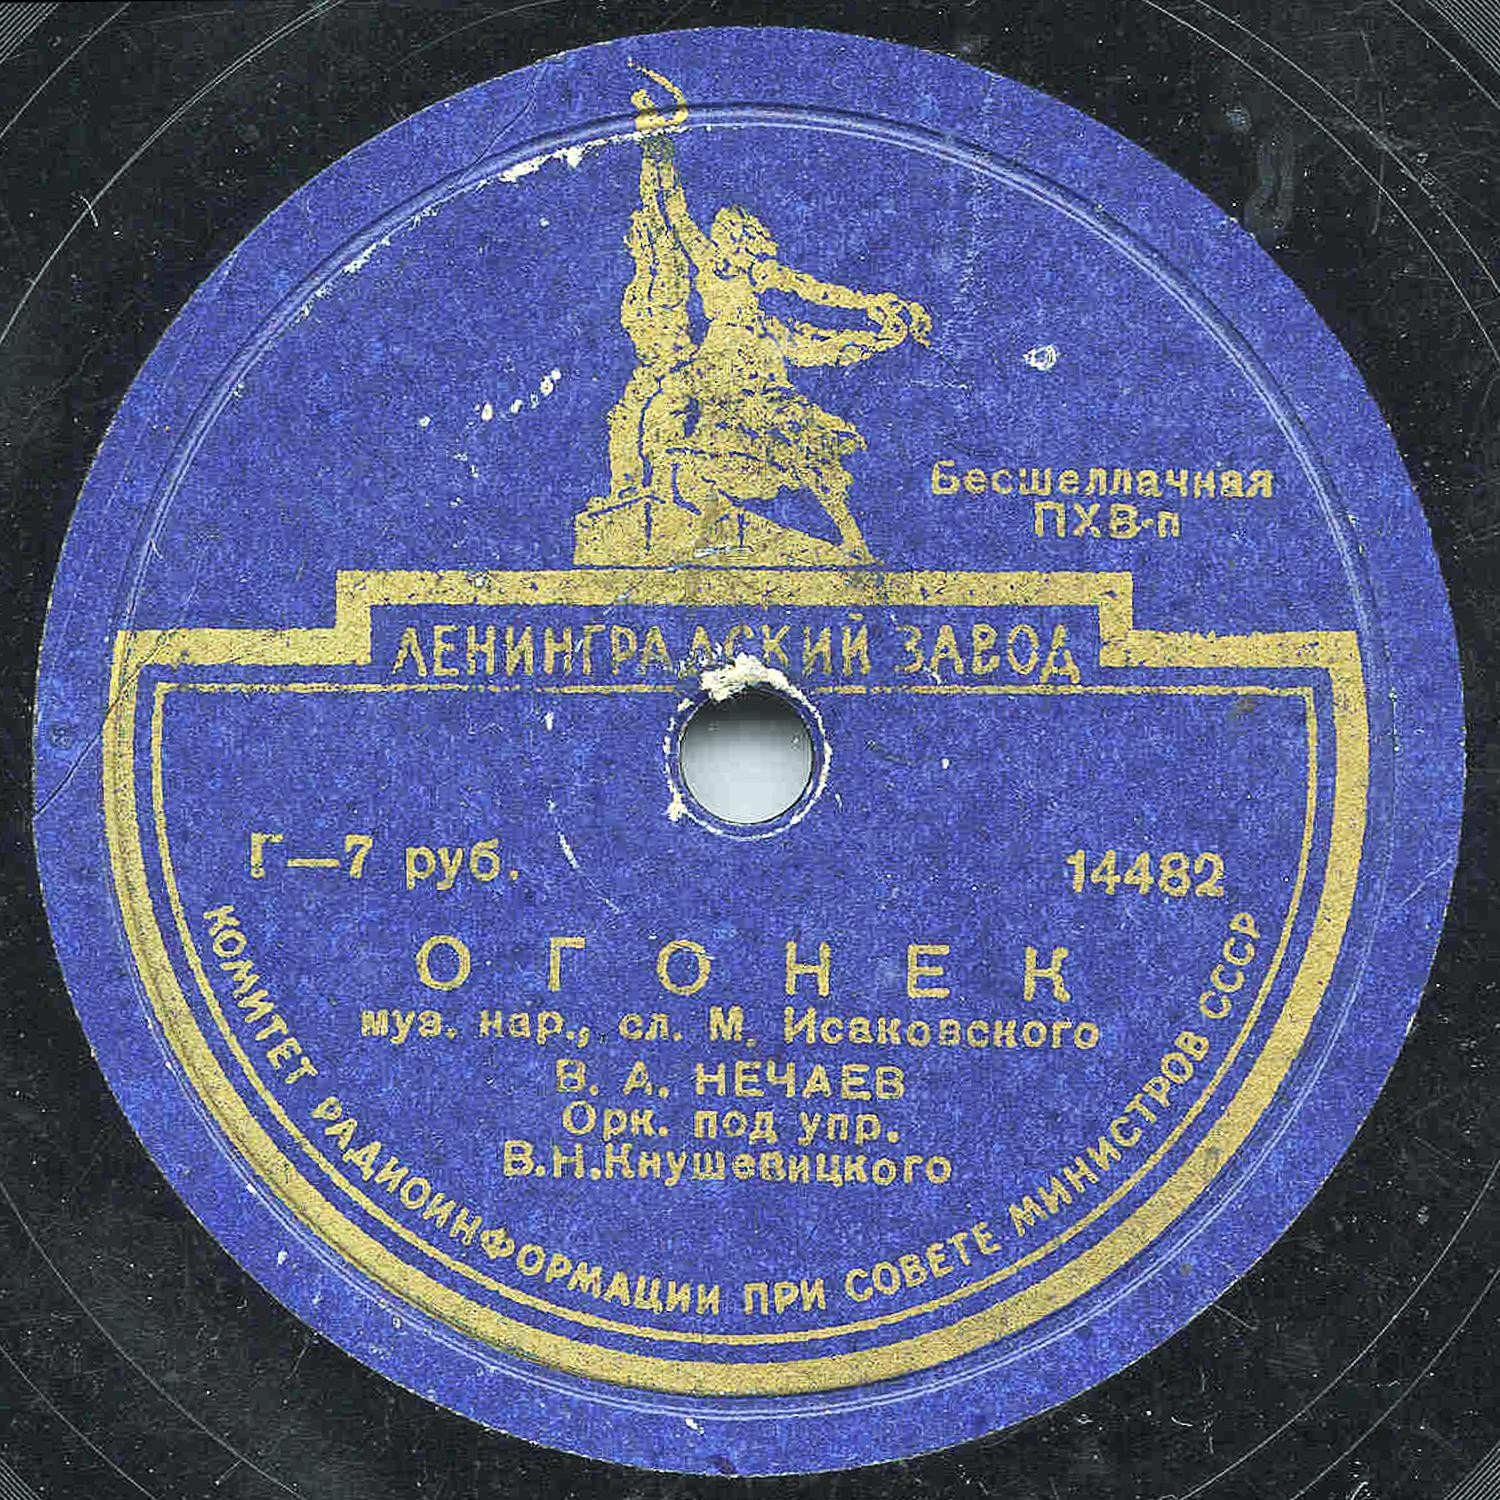 Бесшеллачная
ПХВ-п
ЛЕНИНГРАДСКИЙ ЗАВОД
Г—7 руб.
14482
ОГОНЕК
муз. нар., сл. М. Исаковского
В. А. НЕЧАЕВ
Орк. под упр.
В.Н.Кнушевицкого
КОМИТЕТ РАДИОИНФОРМАЦИИ ПРИ СОВЕТЕ МИНИСТРОВ СССР